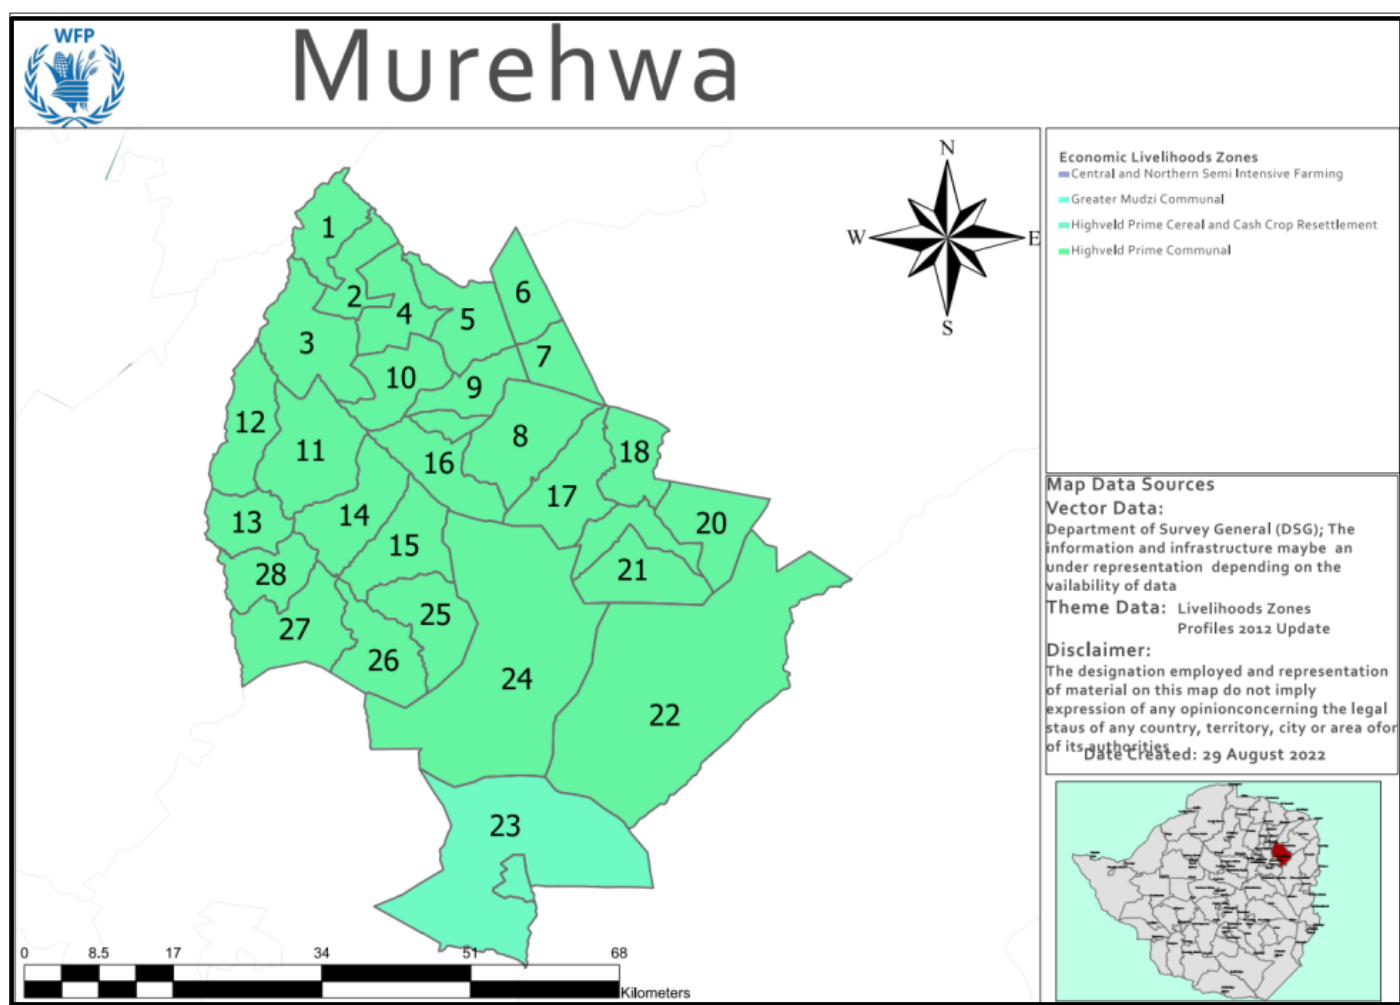 WFP
Murehwa
N
W
E
S
1
2
3
4
5
6
7
8
9
10
11
12
13
14
15
16
17
18
20
21
22
23
24
25
26
27
28
0 8.5 17 34 51 68
Kilometers
Economic Livelihoods Zones
Central and Northern Semi Intensive Farming
Greater Mudzi Communal
Highveld Prime Cereal and Cash Crop Resettlement
Highveld Prime Communal
Map Data Sources
Vector Data:
Department of Survey General (DSG); The
information and infrastructure maybe an
under representation depending on the
vailability of data
Theme Data: Livelihoods Zones
Profiles 2012 Update
Disclaimer:
The designation employed and representation
of material on this map do not imply
expression of any opinionconcerning the legal
staus of any country, territory, city or area ofor
of its authorities
Date Created: 29 August 2022